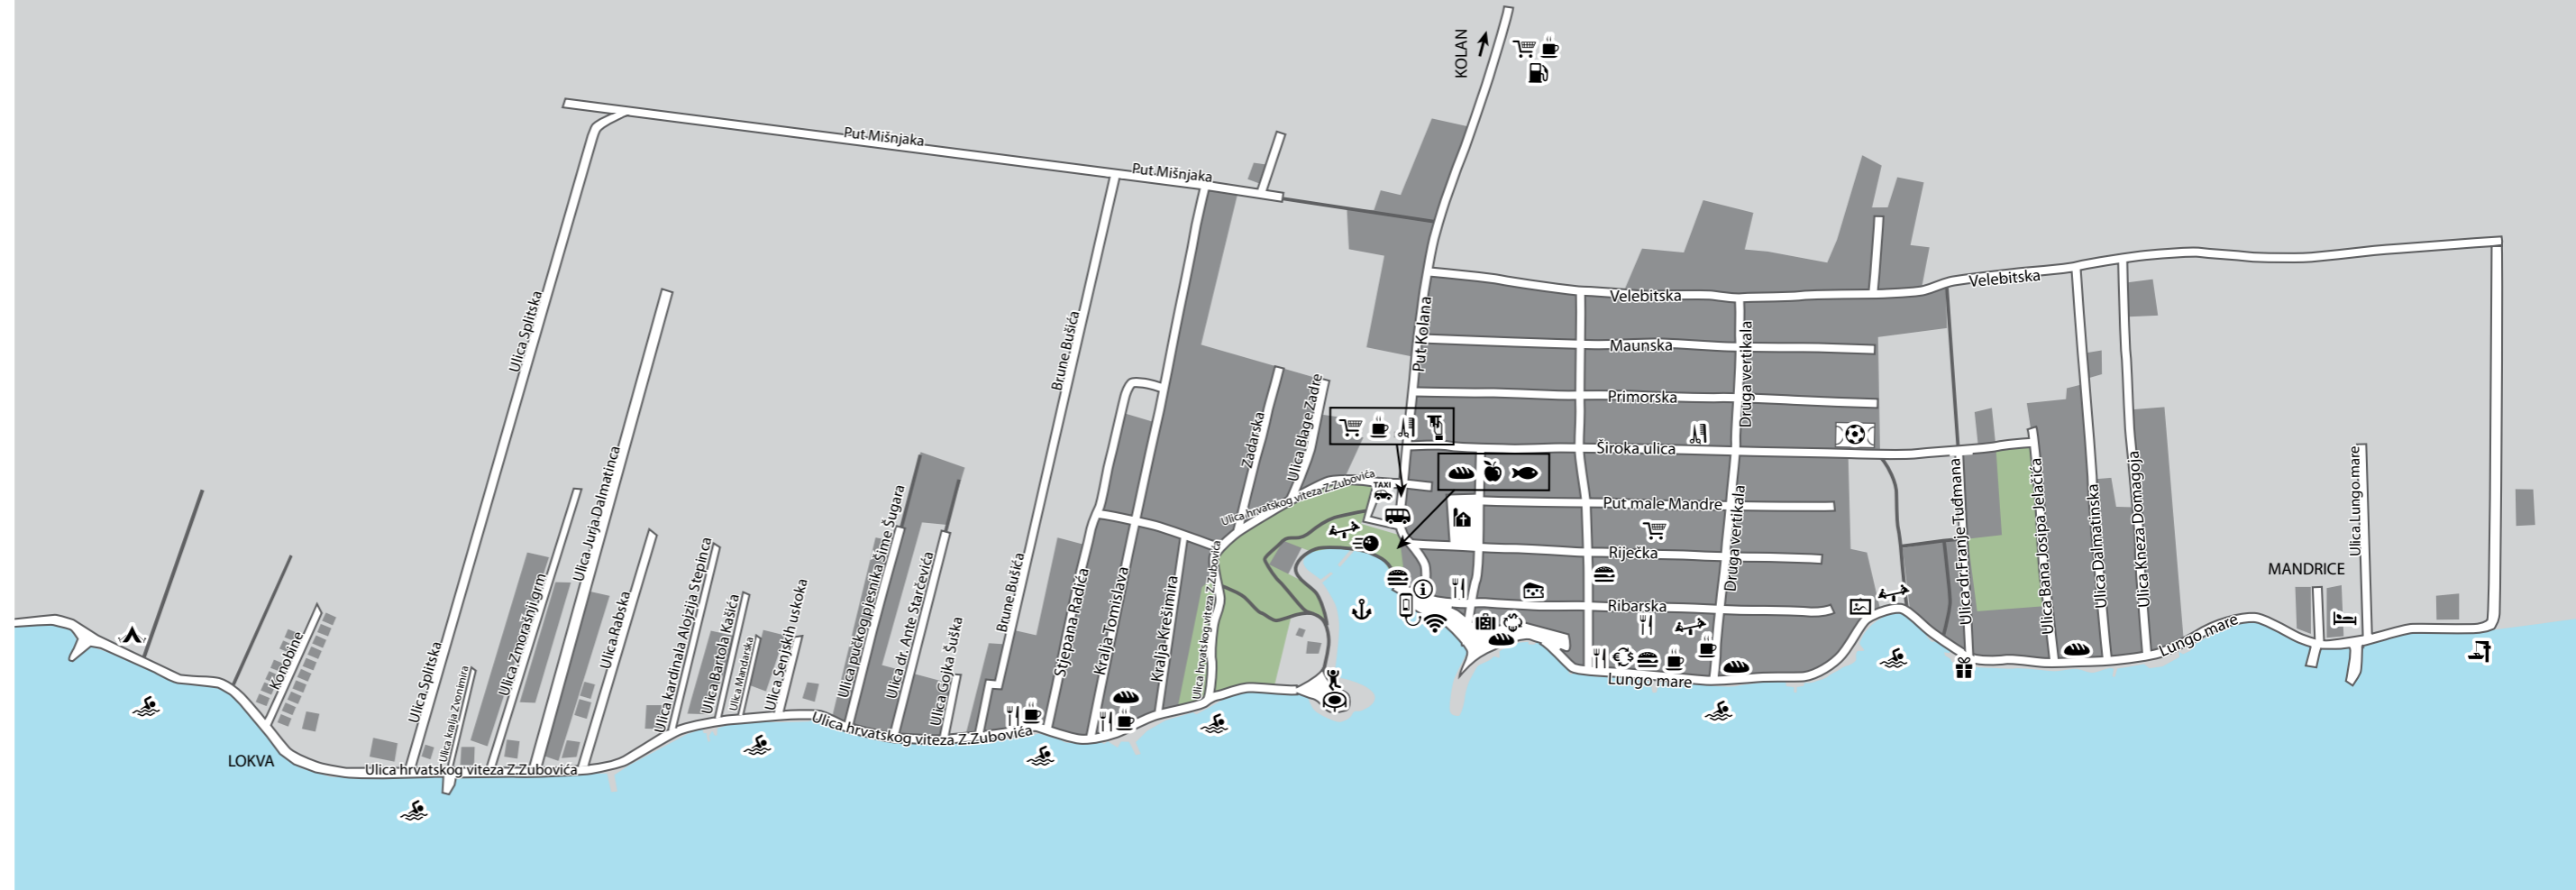 KOLAN
Put Mišnjaka
Put Mišnjaka
Velebitska
Velebitska
Ulica Splitska
Brune Bušića
Put Kolana
Maunska
Druga vertikala
Primorska
Zadarska
Ulica Blage Zadre
Široka ulica
Ulica Jurja Dalmatinca
Ulica hrvatskog viteza Z.Zubovića
TAXI
Put male Mandre
Druga vertikala
Riječka
Ribarska
Lungo mare
Ulica dr.Franje Tuđmana
Ulica Bana Josipa Jelačića
Ulica Dalmatinska
Ulica Kneza Domagoja
Ulica Lungo mare
MANDRICE
Lungo mare
Konobine
LOKVA
Ulica Splitska
Ulica kralja Zvonimira
Ulica Zmorašnji grm
Ulica Rabska
Ulica kardinala Alojzija Stepinca
Ulica Bartola Kašića
Ulica Mandarska
Ulica Senjskih uskoka
Ulica pučkog pjesnika Šime Šugara
Ulica dr. Ante Starčevića
Ulica Gojka Šuška
Brune Bušića
Stjepana Radića
Kralja Tomislava
Kralja Krešimira
Ulica hrvatskog viteza Z.Zubovića
Ulica hrvatskog viteza Z.Zubovića
Ulica hrvatskog viteza Z.Zubovića